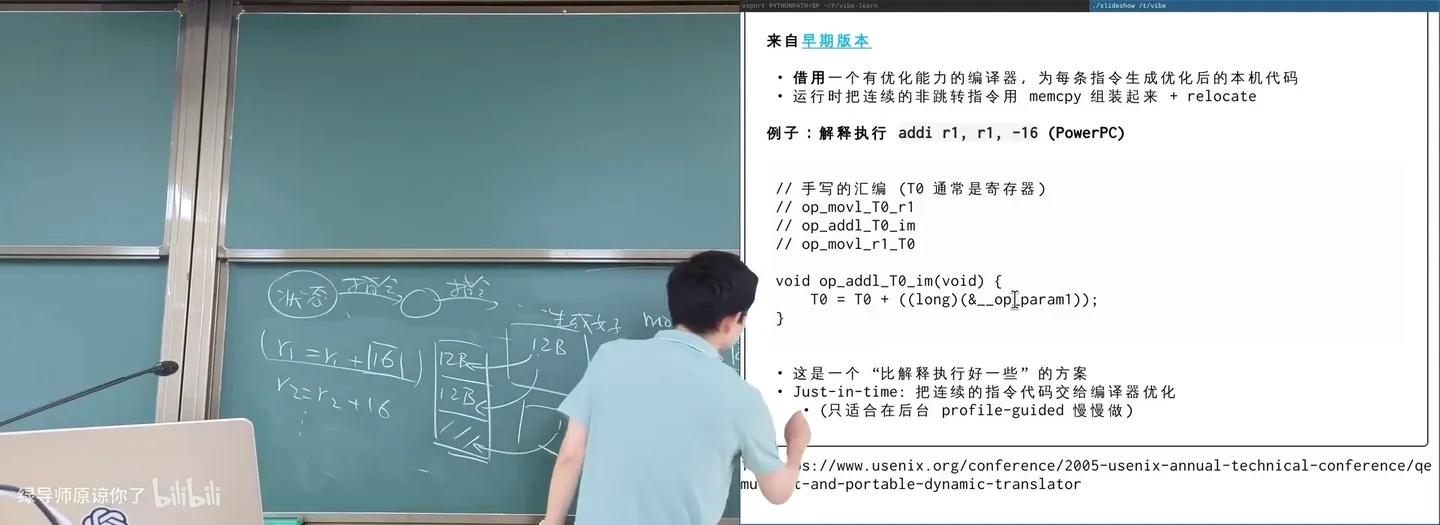 export PYTHONPATH=$P ~/P/vibe-learn
./slideshow /t/vibe
来自早期版本
• 借用一个有优化能力的编译器, 为每条指令生成优化后的本机代码
• 运行时把连续的非跳转指令用 memcpy 组装起来 + relocate
例子：解释执行 addi r1, r1, -16 (PowerPC)
// 手写的汇编 (T0 通常是寄存器)
// op_movl_T0_r1
// op_addl_T0_im
// op_movl_r1_T0
void op_addl_T0_im(void) {
T0 = T0 + ((long)(&__op_param1));
}
• 这是一个 “比解释执行好一些” 的方案
• Just-in-time: 把连续的指令代码交给编译器优化
• (只适合在后台 profile-guided 慢慢做)
ps://www.usenix.org/conference/2005-usenix-annual-technical-conference/qe
mu
t-and-portable-dynamic-translator
状态 指令 指令
(r₁=r₁+16)
r₂=r₂+16
12B
12B
12B
绿导师原谅你了 bilibili